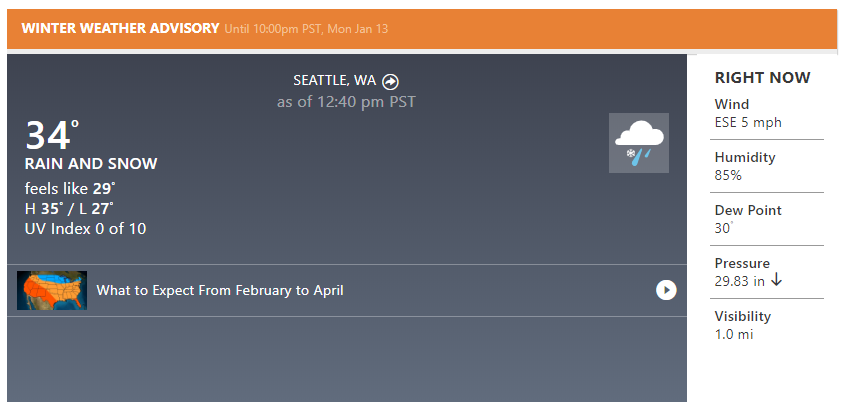 WINTER WEATHER ADVISORY Until 10:00pm PST, Mon Jan 13
SEATTLE, WA
as of 12:40 pm PST
34°
RAIN AND SNOW
feels like 29°
H 35° / L 27°
UV Index 0 of 10
What to Expect From February to April
RIGHT NOW
Wind
ESE 5 mph
Humidity
85%
Dew Point
30°
Pressure
29.83 in ↓
Visibility
1.0 mi